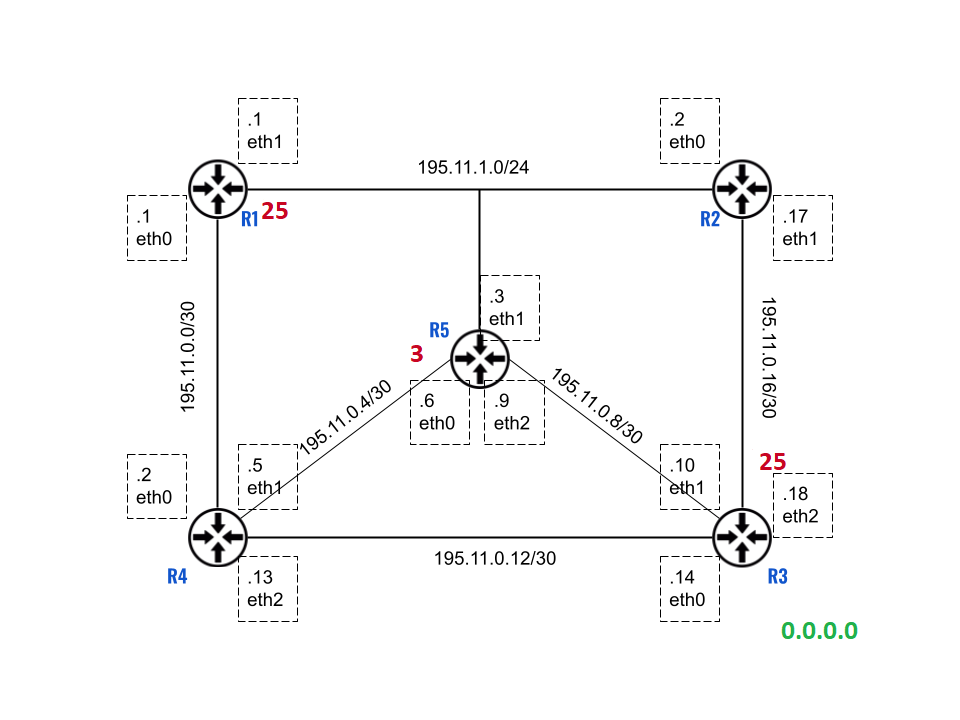 .1
eth1
.2
eth0
195.11.1.0/24
.1
eth0
R1
25
R2
.17
eth1
.3
eth1
R5
195.11.0.0/30
195.11.0.16/30
3
195.11.0.4/30
195.11.0.8/30
.6
eth0
.9
eth2
.2
eth0
.5
eth1
.10
eth1
25
.18
eth2
195.11.0.12/30
R4
.13
eth2
.14
eth0
R3
0.0.0.0